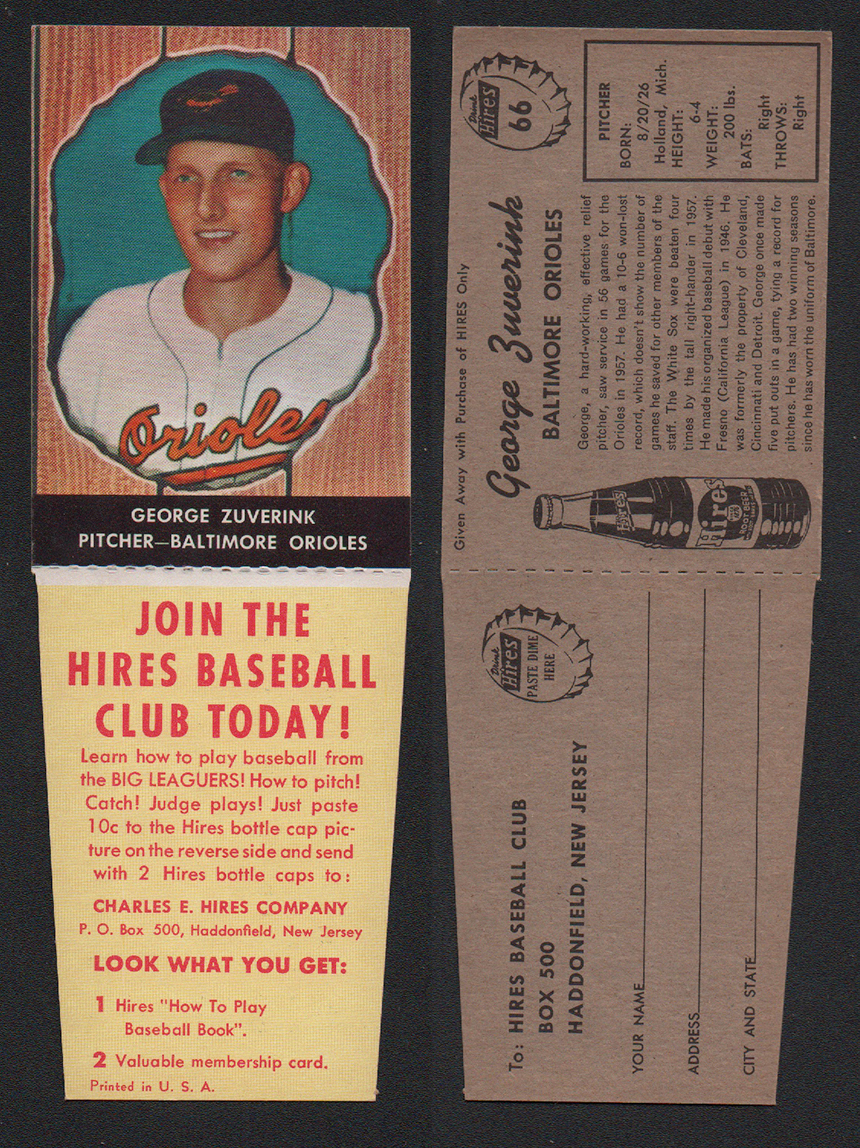 Orioles
GEORGE ZUVERINK
PITCHER—BALTIMORE ORIOLES
JOIN THE
HIRES BASEBALL
CLUB TODAY!
Learn how to play baseball from
the BIG LEAGUERS! How to pitch!
Catch! Judge plays! Just paste
10c to the Hires bottle cap pic-
ture on the reverse side and send
with 2 Hires bottle caps to:
CHARLES E. HIRES COMPANY
P. O. Box 500, Haddonfield, New Jersey
LOOK WHAT YOU GET:
1 Hires "How To Play
Baseball Book".
2 Valuable membership card.
Printed in U. S. A.
Given Away with Purchase of HIRES Only
George Zuverink
BALTIMORE ORIOLES
Drink
Hires
66
PITCHER
BORN:
8/20/26
Holland, Mich.
HEIGHT:
6-4
WEIGHT:
200 lbs.
BATS:
Right
THROWS:
Right
George, a hard-working, effective relief
pitcher, saw service in 56 games for the
Orioles in 1957. He had a 10-6 won-lost
record, which doesn't show the number of
games he saved for other members of the
staff. The White Sox were beaten four
times by the tall right-hander in 1957.
He made his organized baseball debut with
Fresno (California League) in 1946. He
was formerly the property of Cleveland,
Cincinnati and Detroit. George once made
five put outs in a game, tying a record for
pitchers. He has had two winning seasons
since he has worn the uniform of Baltimore.
Hires
Hires
ROOT BEER
Drink
Hires
PASTE DIME
HERE
To: HIRES BASEBALL CLUB
BOX 500
HADDONFIELD, NEW JERSEY
YOUR NAME
ADDRESS
CITY AND STATE